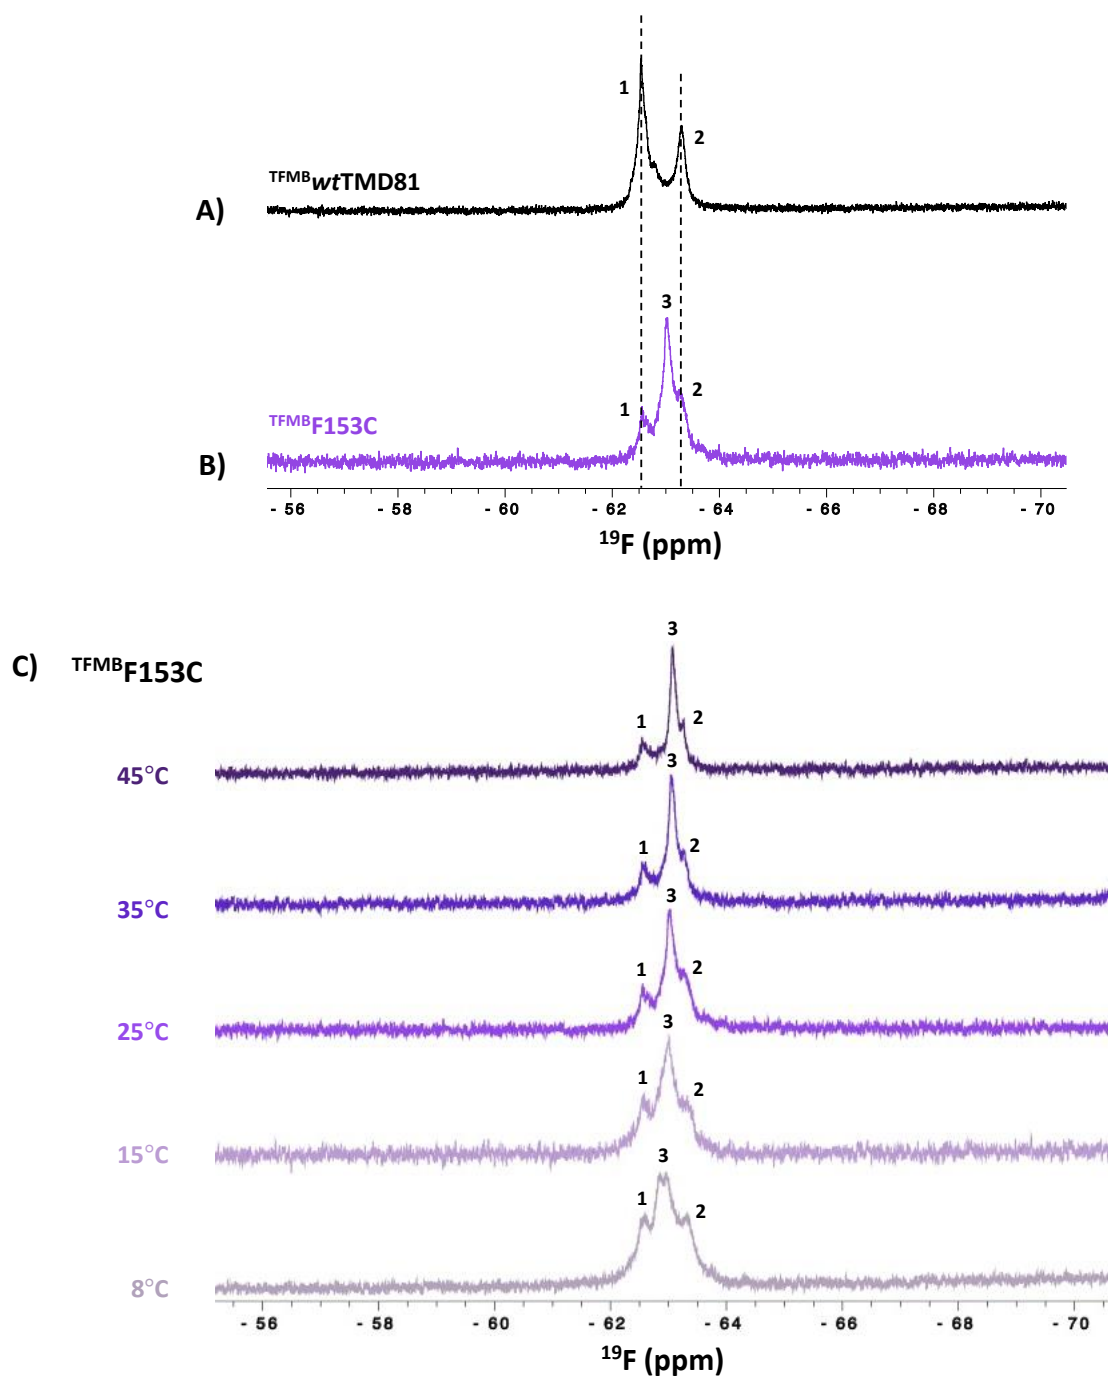 1
2
TFMBwtTMD81
A)
3
1
2
TFMBF153C
B)
- 56 - 58 - 60 - 62 - 64 - 66 - 68 - 70
19F (ppm)
C) TFMBF153C
3
1 2
45°C
3
1 2
35°C
3
1 2
25°C
3
1 2
15°C
3
1 2
8°C
- 56 - 58 - 60 - 62 - 64 - 66 - 68 - 70
19F (ppm)